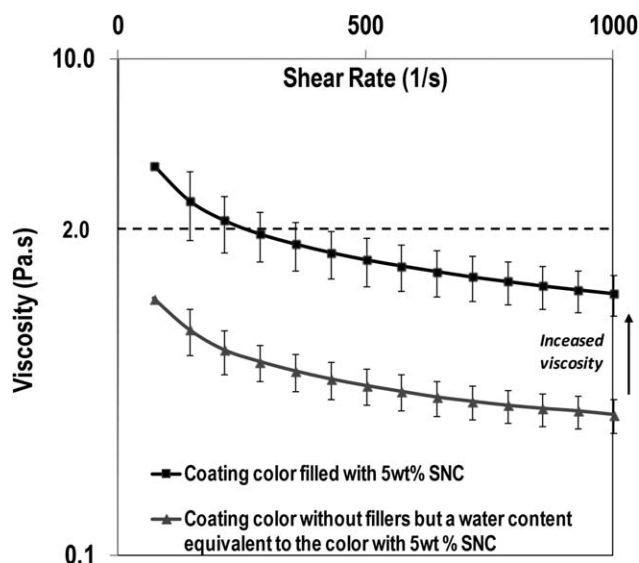 0 500 1000
10.0
Shear Rate (1/s)
2.0
Viscosity (Pa.s)
Inceased
viscosity
Coating color filled with 5wt% SNC
Coating color without fillers but a water content
equivalent to the color with 5wt % SNC
0.1